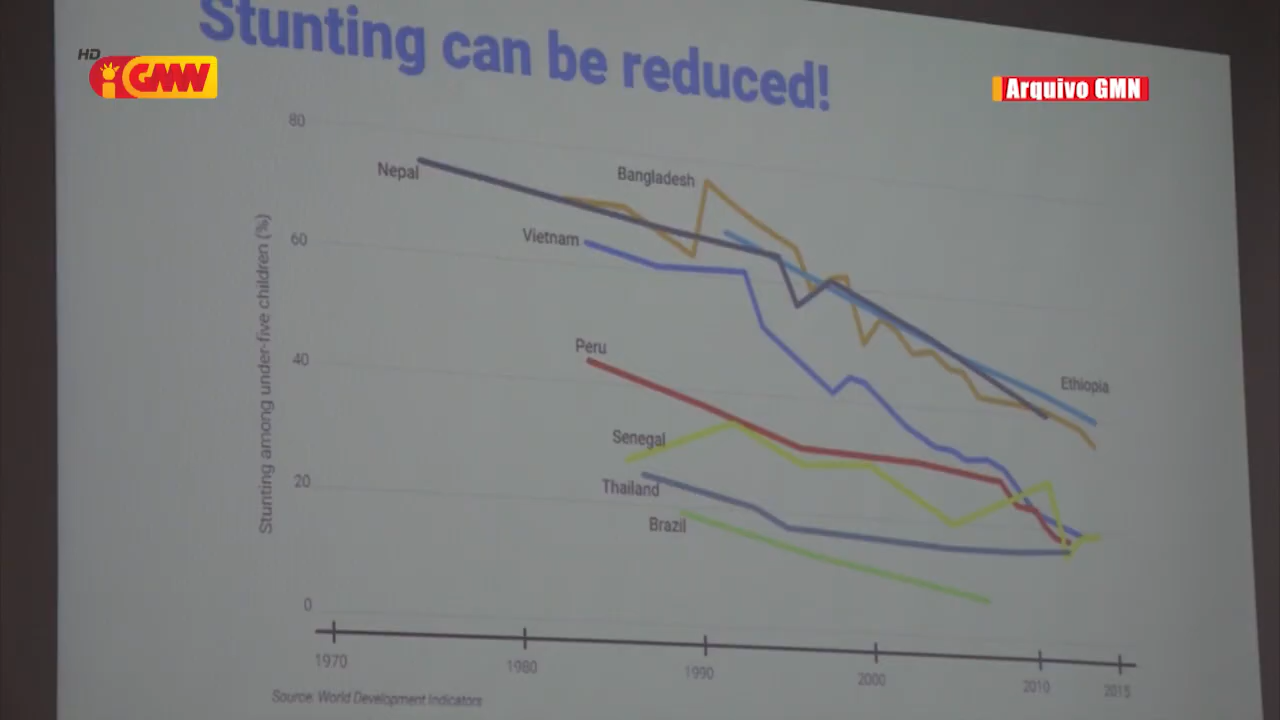 Stunting can be reduced!
HD
GMN
Arquivo GMN
80
Nepal
Bangladesh
Vietnam
60
Stunting among under-five children (%)
Peru
40
Ethiopia
Senegal
20
Thailand
Brazil
0
1970
1980
1990
2000
2010
2015
Source: World Development Indicators